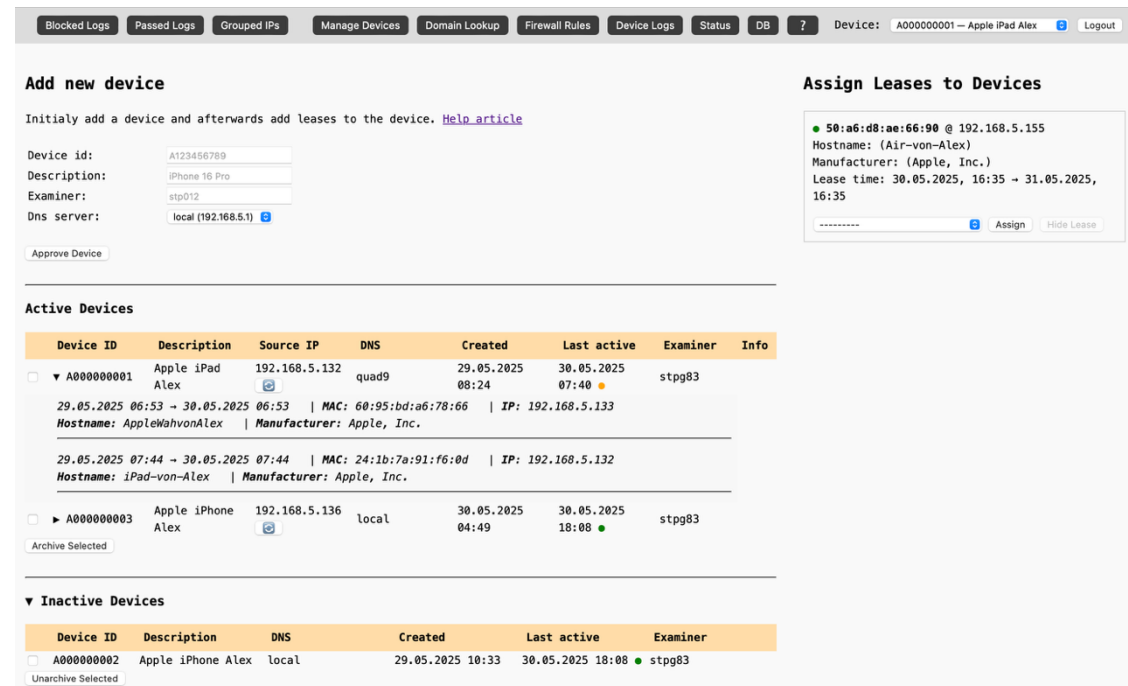 Blocked Logs Passed Logs Grouped IPs Manage Devices Domain Lookup Firewall Rules Device Logs Status DB ? Device: A000000001 — Apple iPad Alex Logout
Add new device
Initialy add a device and afterwards add leases to the device. Help article
Device id: A123456789
Description: iPhone 16 Pro
Examiner: stp012
Dns server: local (192.168.5.1)
Approve Device
Assign Leases to Devices
● 50:a6:d8:ae:66:90 @ 192.168.5.155
Hostname: (Air-von-Alex)
Manufacturer: (Apple, Inc.)
Lease time: 30.05.2025, 16:35 → 31.05.2025,
16:35
--------- Assign Hide Lease
Active Devices
Device ID Description Source IP DNS Created Last active Examiner Info
▼ A000000001 Apple iPad Alex 192.168.5.132 quad9 29.05.2025 08:24 30.05.2025 07:40 ● stpg83
29.05.2025 06:53 → 30.05.2025 06:53 | MAC: 60:95:bd:a6:78:66 | IP: 192.168.5.133
Hostname: AppleWahvonAlex | Manufacturer: Apple, Inc.
29.05.2025 07:44 → 30.05.2025 07:44 | MAC: 24:1b:7a:91:f6:0d | IP: 192.168.5.132
Hostname: iPad-von-Alex | Manufacturer: Apple, Inc.
► A000000003 Apple iPhone Alex 192.168.5.136 local 30.05.2025 04:49 30.05.2025 18:08 ● stpg83
Archive Selected
▼ Inactive Devices
Device ID Description DNS Created Last active Examiner
A000000002 Apple iPhone Alex local 29.05.2025 10:33 30.05.2025 18:08 ● stpg83
Unarchive Selected